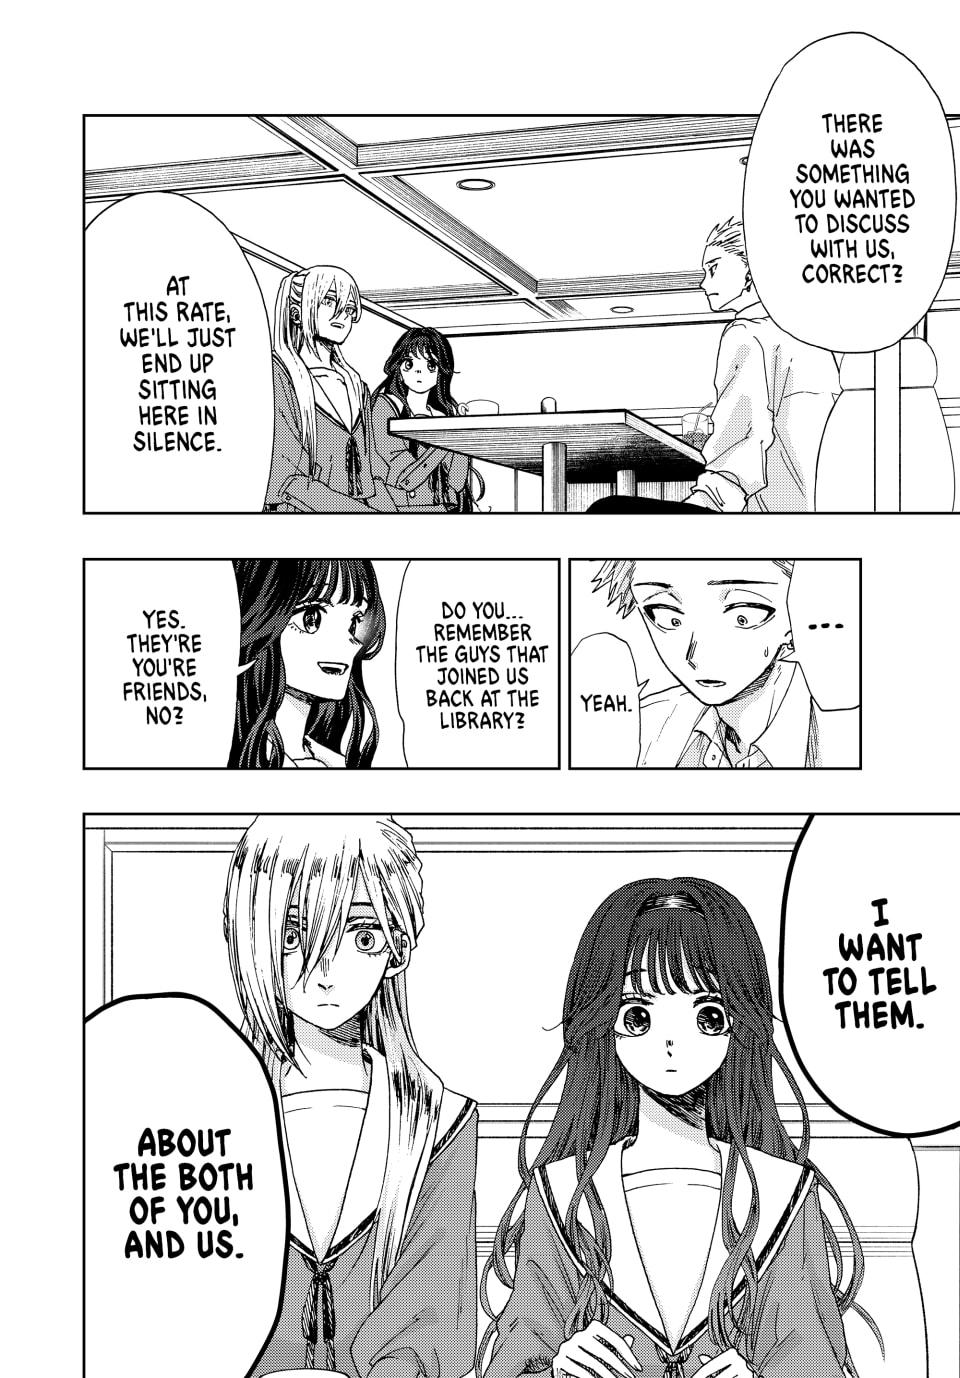 THERE
WAS
SOMETHING
YOU WANTED
TO DISCUSS
WITH US,
CORRECT?
AT
THIS RATE,
WE'LL JUST
END UP
SITTING
HERE IN
SILENCE.
...
YEAH.
DO YOU...
REMEMBER
THE GUYS THAT
JOINED US
BACK AT THE
LIBRARY?
YES.
THEY'RE
YOU'RE
FRIENDS,
NO?
I
WANT
TO TELL
THEM.
ABOUT
THE BOTH
OF YOU,
AND US.